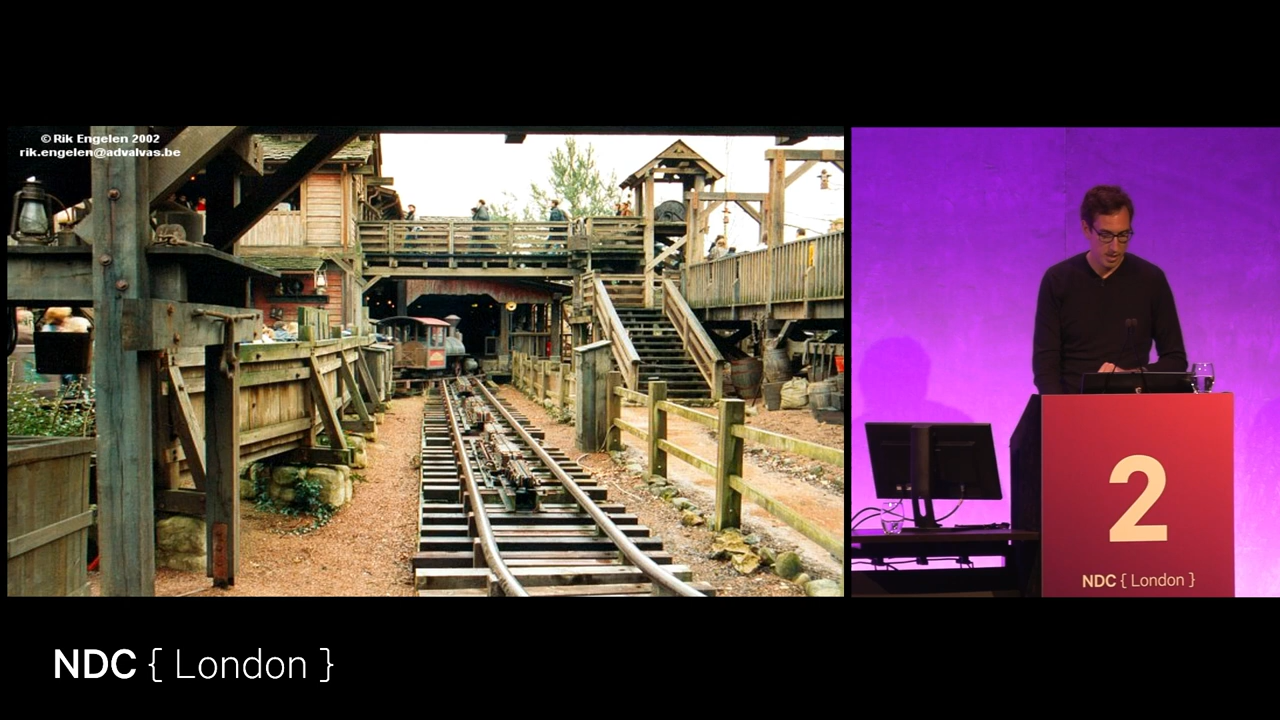 © Rik Engelen 2002
rik.engelen@advalvas.be
2
NDC { London }
NDC { London }